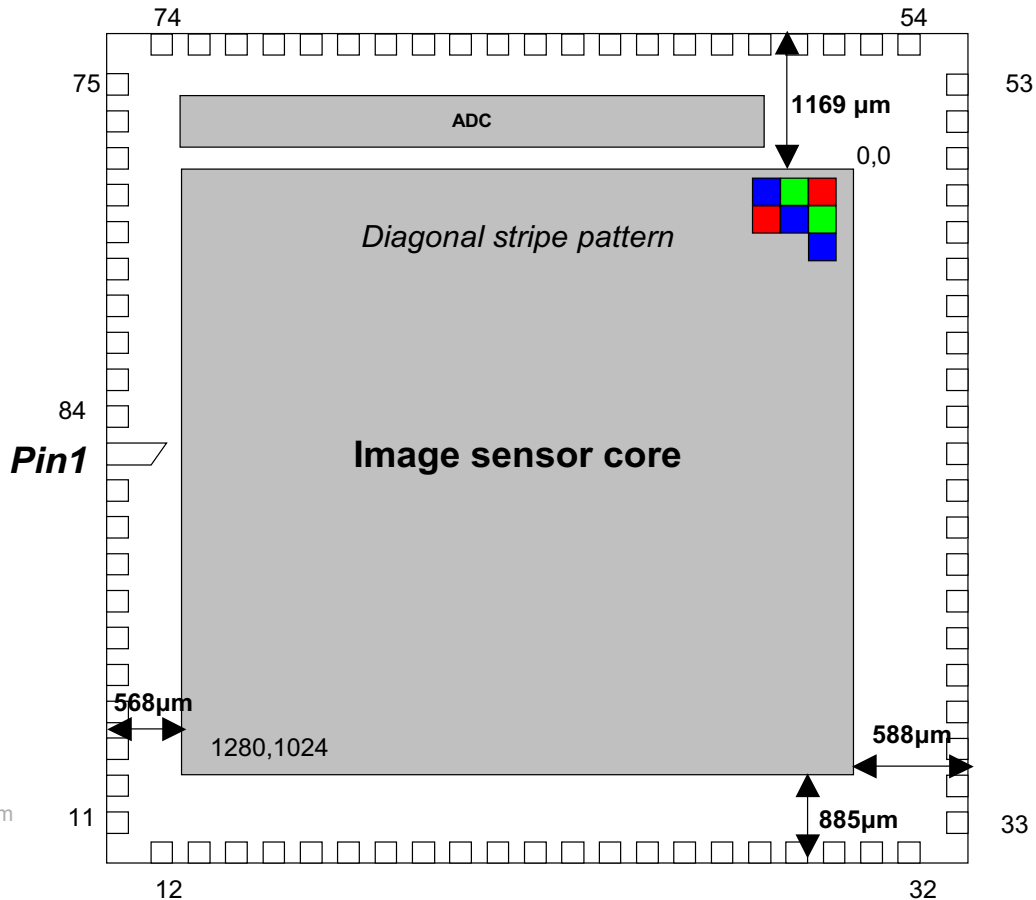 74
54
75
53
1169 µm
ADC
0,0
Diagonal stripe pattern
84
Pin1
Image sensor core
568µm
588µm
1280,1024
m
11
885µm
33
12
32